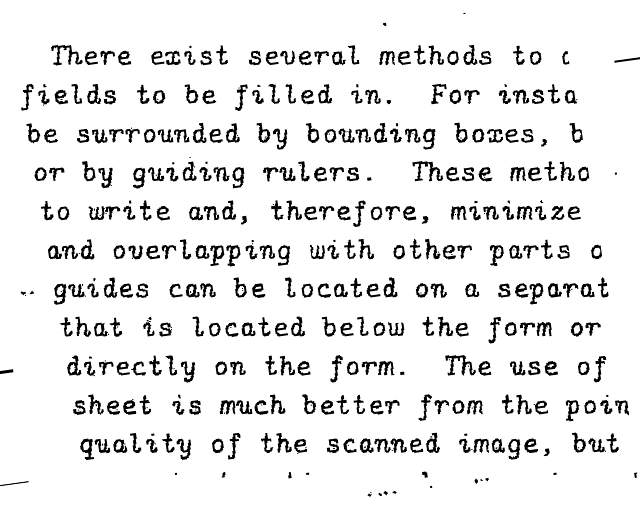 There exist several methods to
fields to be filled in. For insta
be surrounded by bounding boxes, b
or by guiding rulers. These metho
to write and, therefore, minimize
and overlapping with other parts o
guides can be located on a separat
that is located below the form or
directly on the form. The use of
sheet is much better from the poin
quality of the scanned image, but